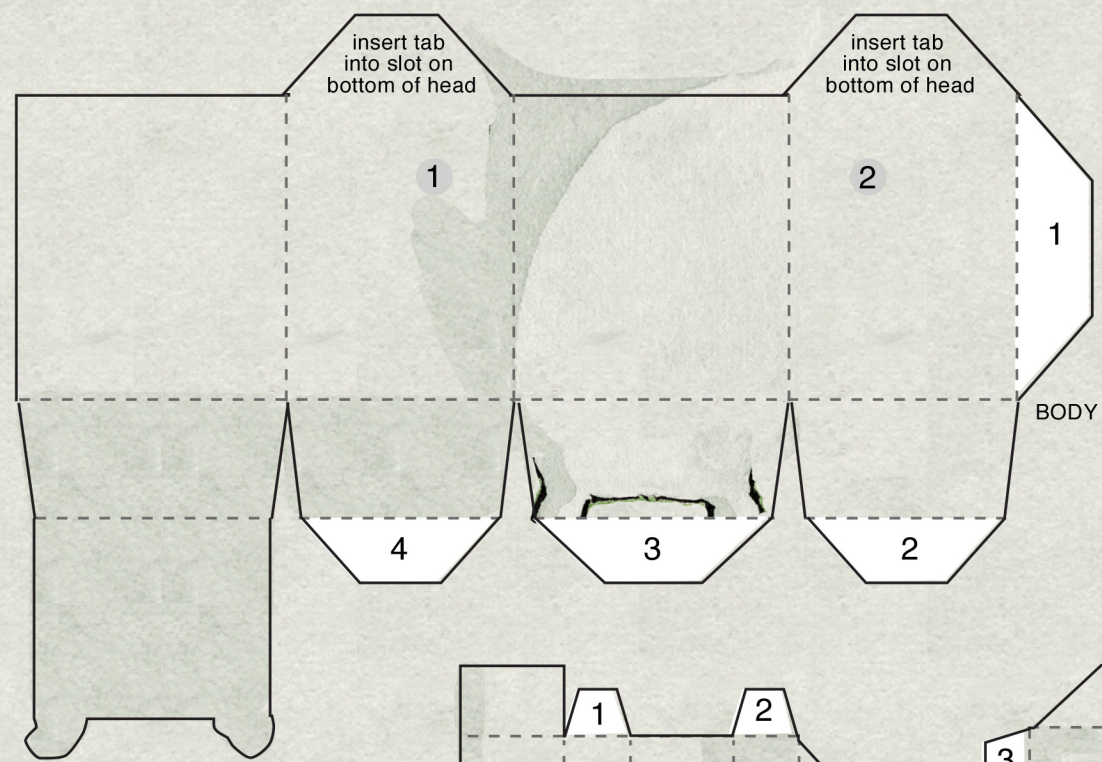 insert tab
into slot on
bottom of head
insert tab
into slot on
bottom of head
1
2
1
BODY
4
3
2
1
2
3